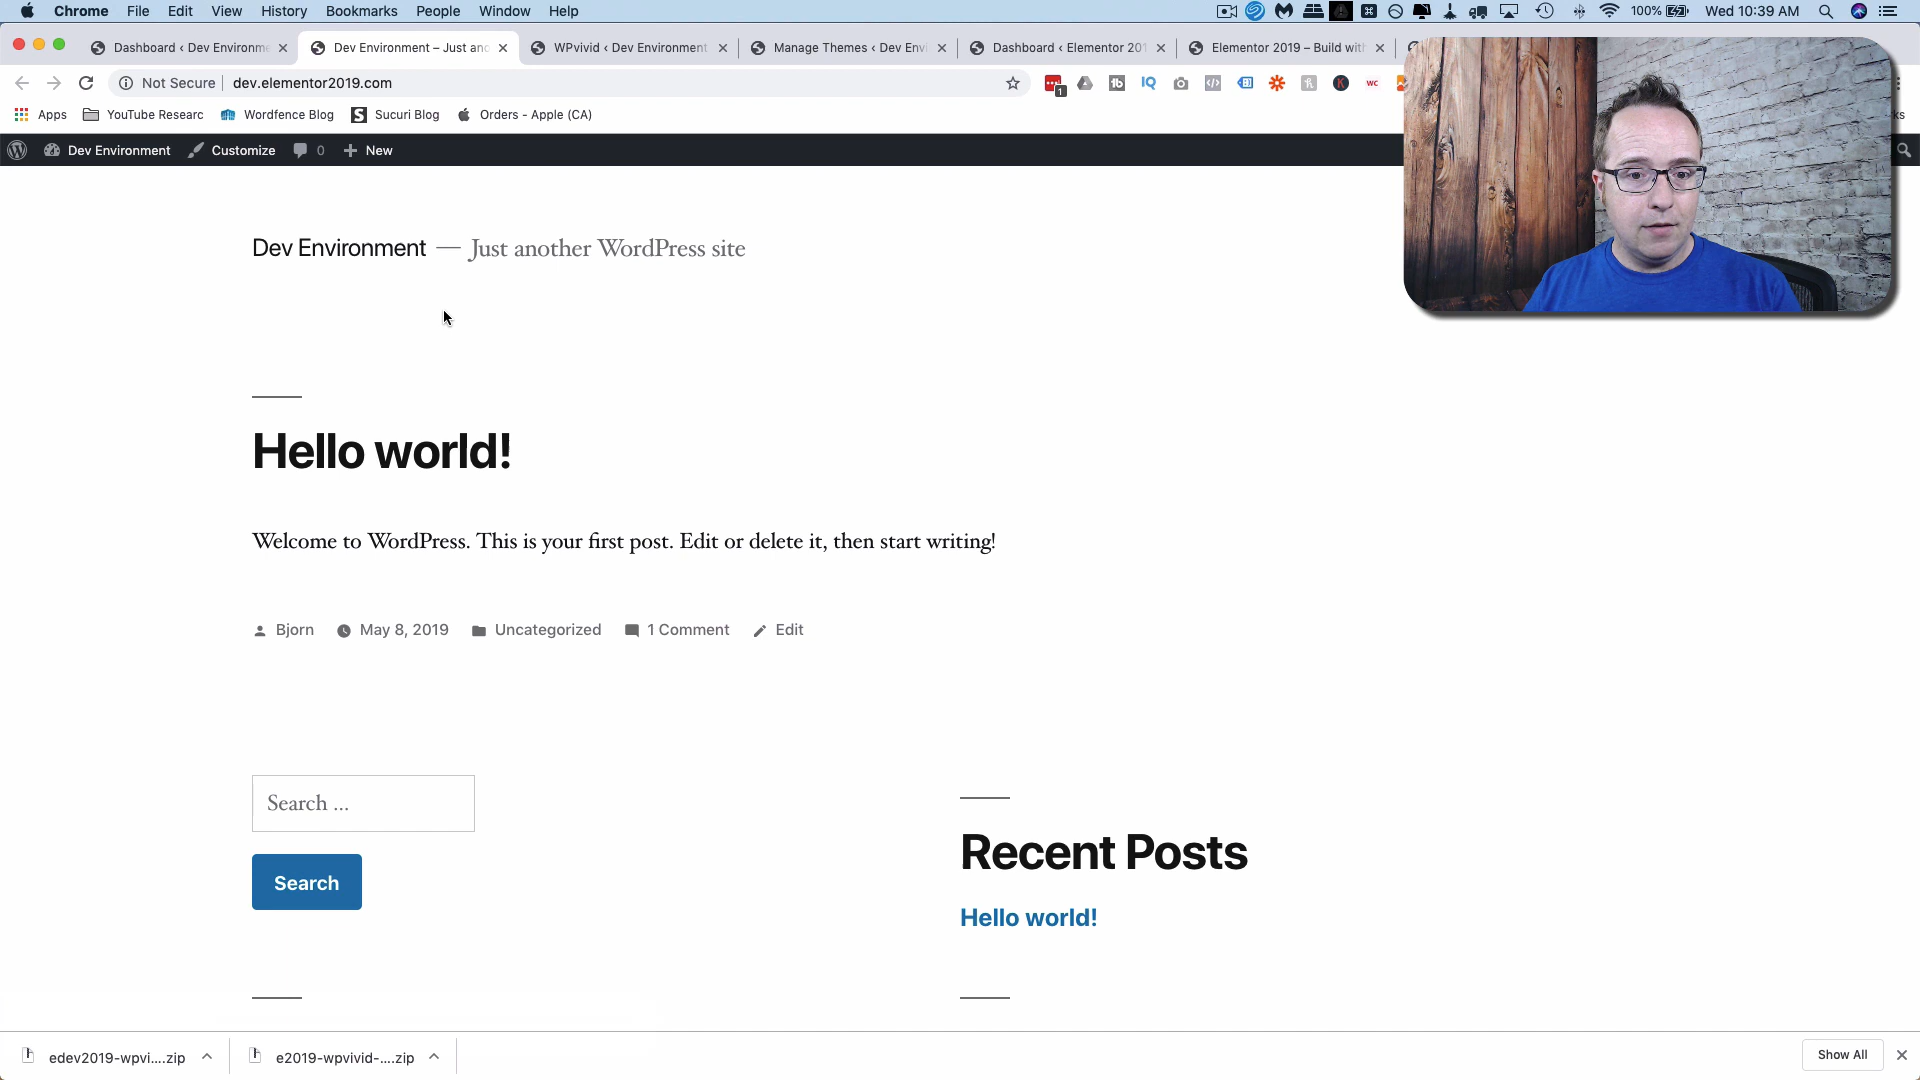 Chrome File Edit View History Bookmarks People Window Help 100% Wed 10:39 AM
Dashboard ‹ Dev Environme Dev Environment – Just ano WPvivid ‹ Dev Environment Manage Themes ‹ Dev Envi Dashboard ‹ Elementor 201 Elementor 2019 – Build with
Not Secure dev.elementor2019.com
Apps YouTube Researc Wordfence Blog Sucuri Blog Orders - Apple (CA)
Dev Environment Customize 0 New
Dev Environment — Just another WordPress site
Hello world!
Welcome to WordPress. This is your first post. Edit or delete it, then start writing!
Bjorn May 8, 2019 Uncategorized 1 Comment Edit
Search ...
Search
Recent Posts
Hello world!
edev2019-wpvi....zip e2019-wpvivid-....zip Show All